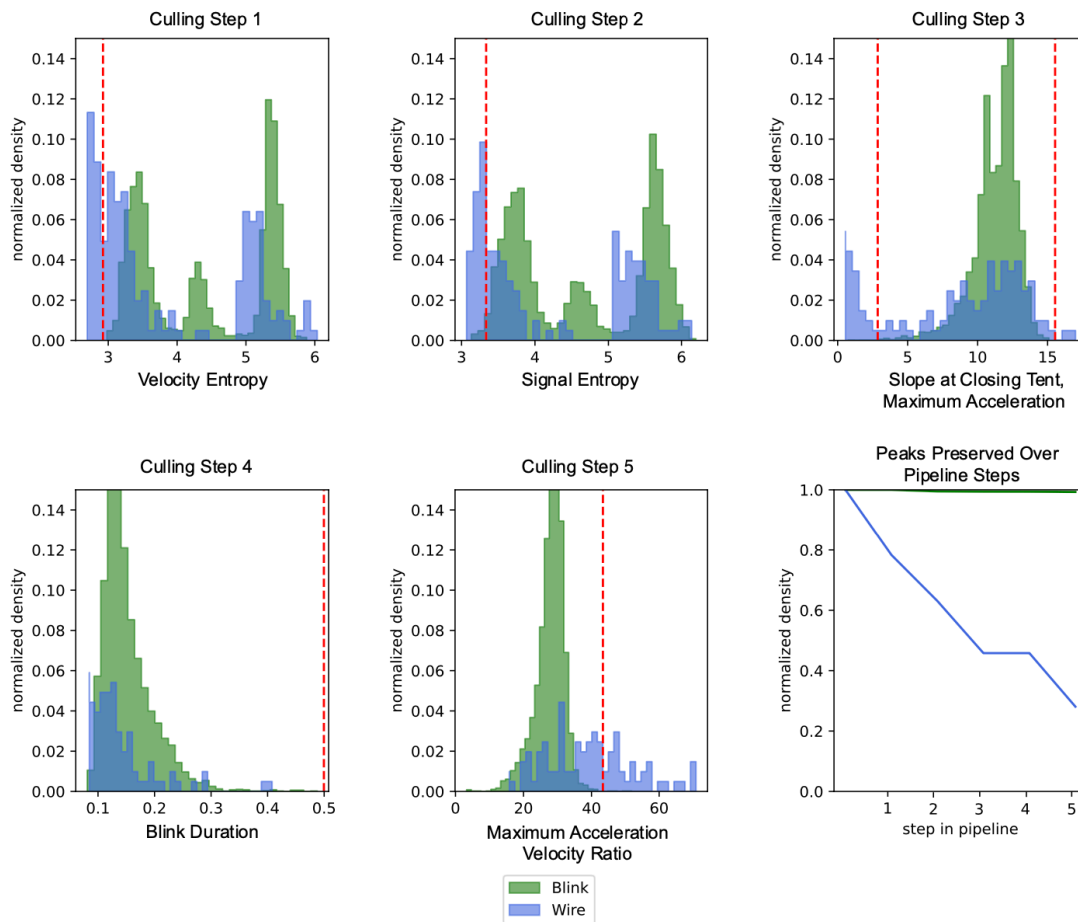 Culling Step 1
normalized density
0.14
0.12
0.10
0.08
0.06
0.04
0.02
0.00
3 4 5 6
Velocity Entropy
Culling Step 2
normalized density
0.14
0.12
0.10
0.08
0.06
0.04
0.02
0.00
3 4 5 6
Signal Entropy
Culling Step 3
normalized density
0.14
0.12
0.10
0.08
0.06
0.04
0.02
0.00
0 5 10 15
Slope at Closing Tent,
Maximum Acceleration
Culling Step 4
normalized density
0.14
0.12
0.10
0.08
0.06
0.04
0.02
0.00
0.1 0.2 0.3 0.4 0.5
Blink Duration
Culling Step 5
normalized density
0.14
0.12
0.10
0.08
0.06
0.04
0.02
0.00
0 20 40 60
Maximum Acceleration
Velocity Ratio
Peaks Preserved Over
Pipeline Steps
normalized density
1.0
0.8
0.6
0.4
0.2
0.0
1 2 3 4 5
step in pipeline
Blink
Wire